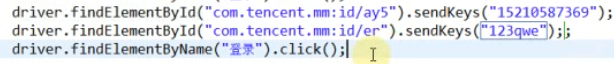 driver.findElementById("com.tencent.mm:id/ay5").sendKeys("15210587369");
driver.findElementById("com.tencent.mm:id/er").sendKeys("123qwe");;
driver.findElementByName("登录").click();